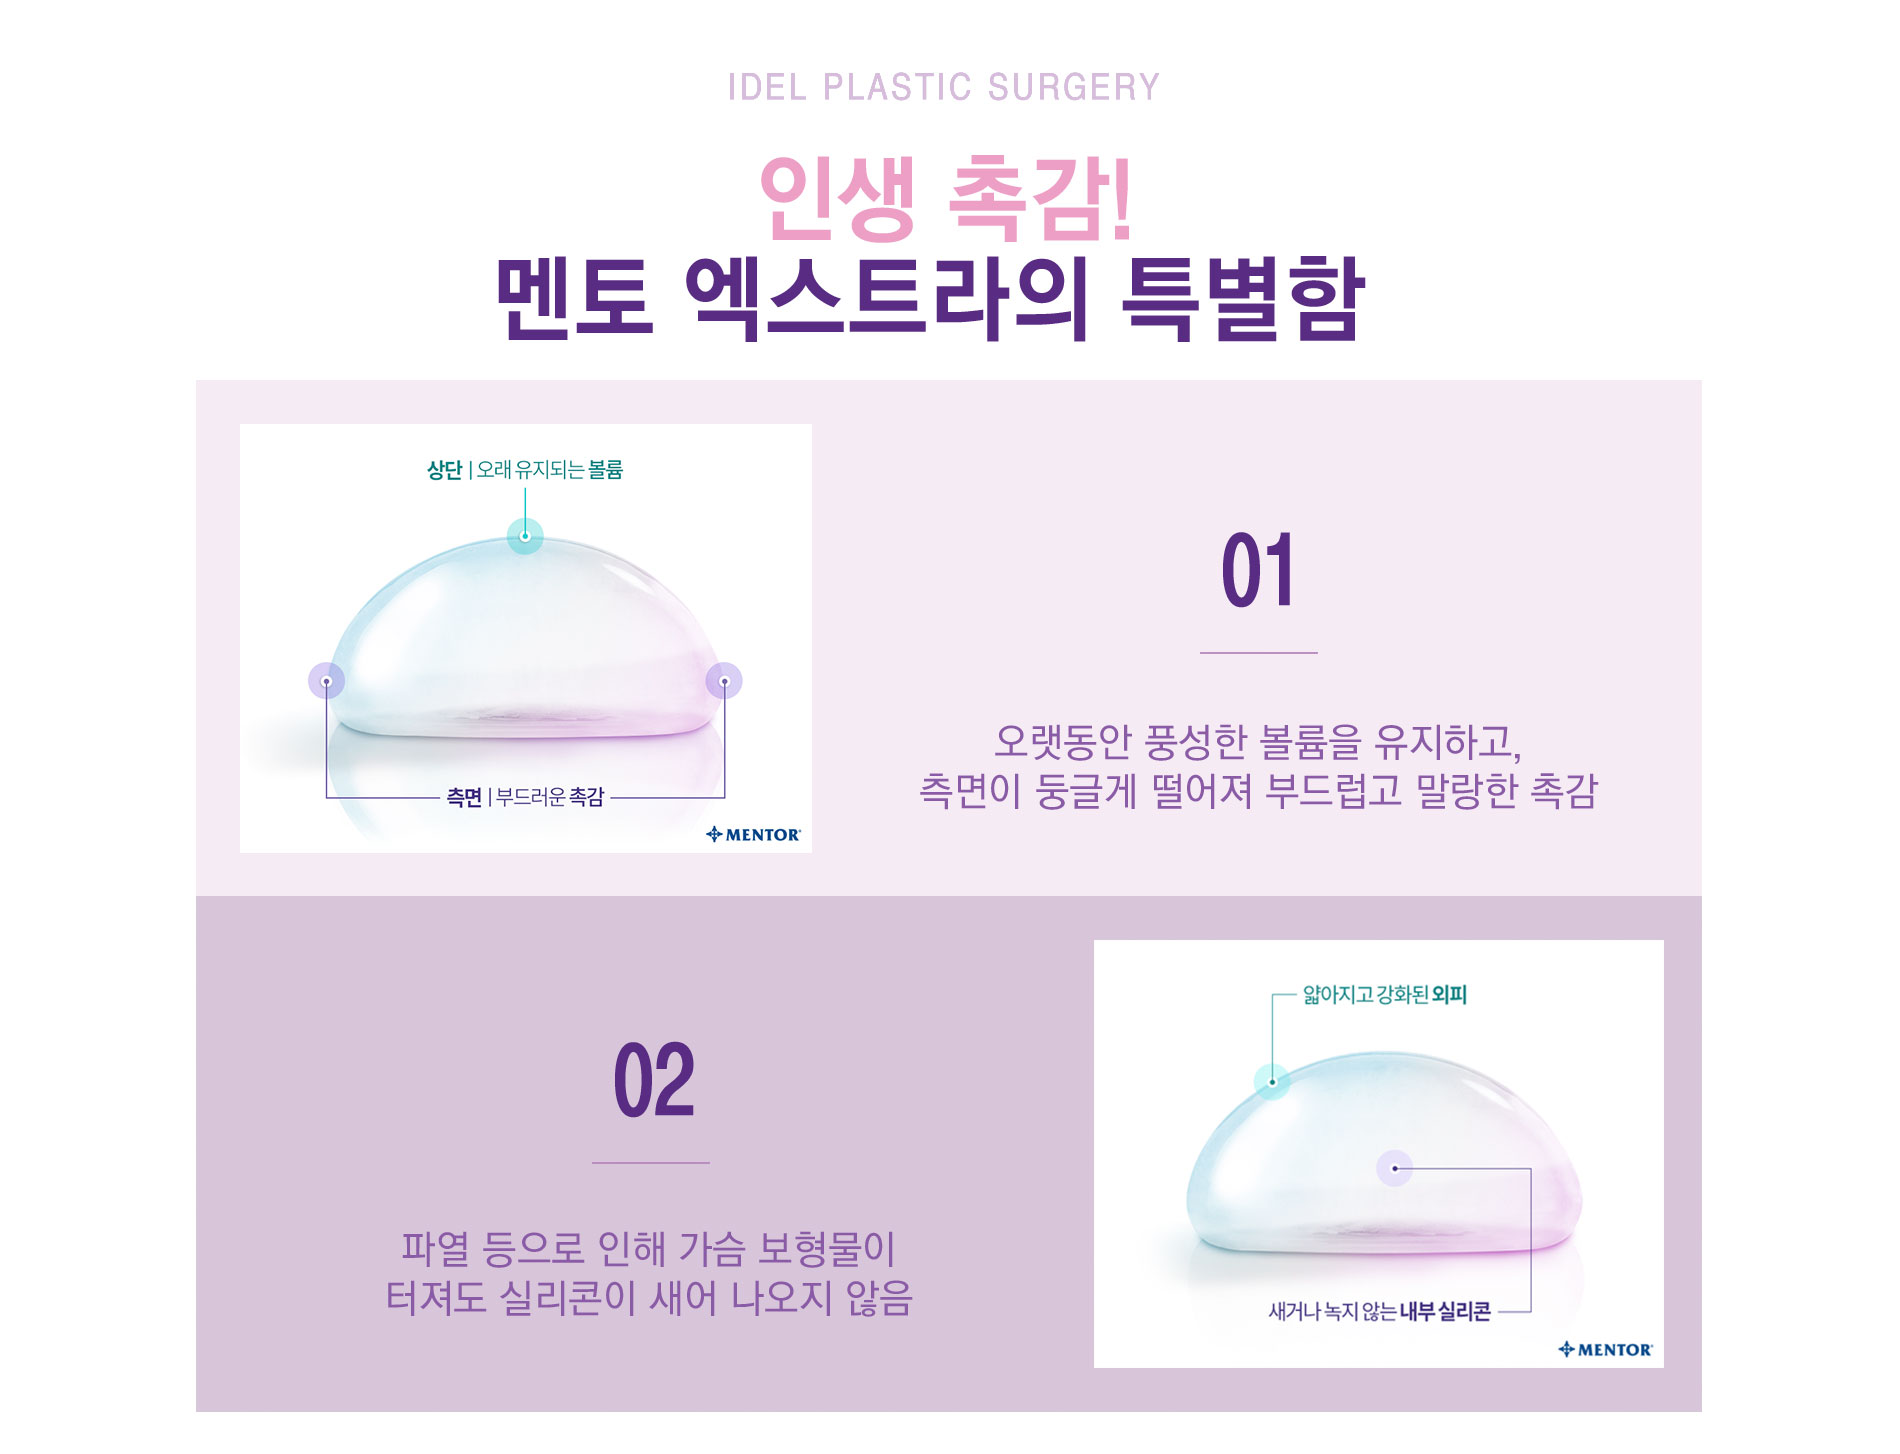 IDEL PLASTIC SURGERY
인생 촉감!
멘토 엑스트라의 특별함
상단 | 오래 유지되는 볼륨
측면 | 부드러운 촉감
MENTOR
01
오랫동안 풍성한 볼륨을 유지하고,
측면이 둥글게 떨어져 부드럽고 말랑한 촉감
02
파열 등으로 인해 가슴 보형물이
터져도 실리콘이 새어 나오지 않음
얇아지고 강화된 외피
새거나 녹지 않는 내부 실리콘
MENTOR